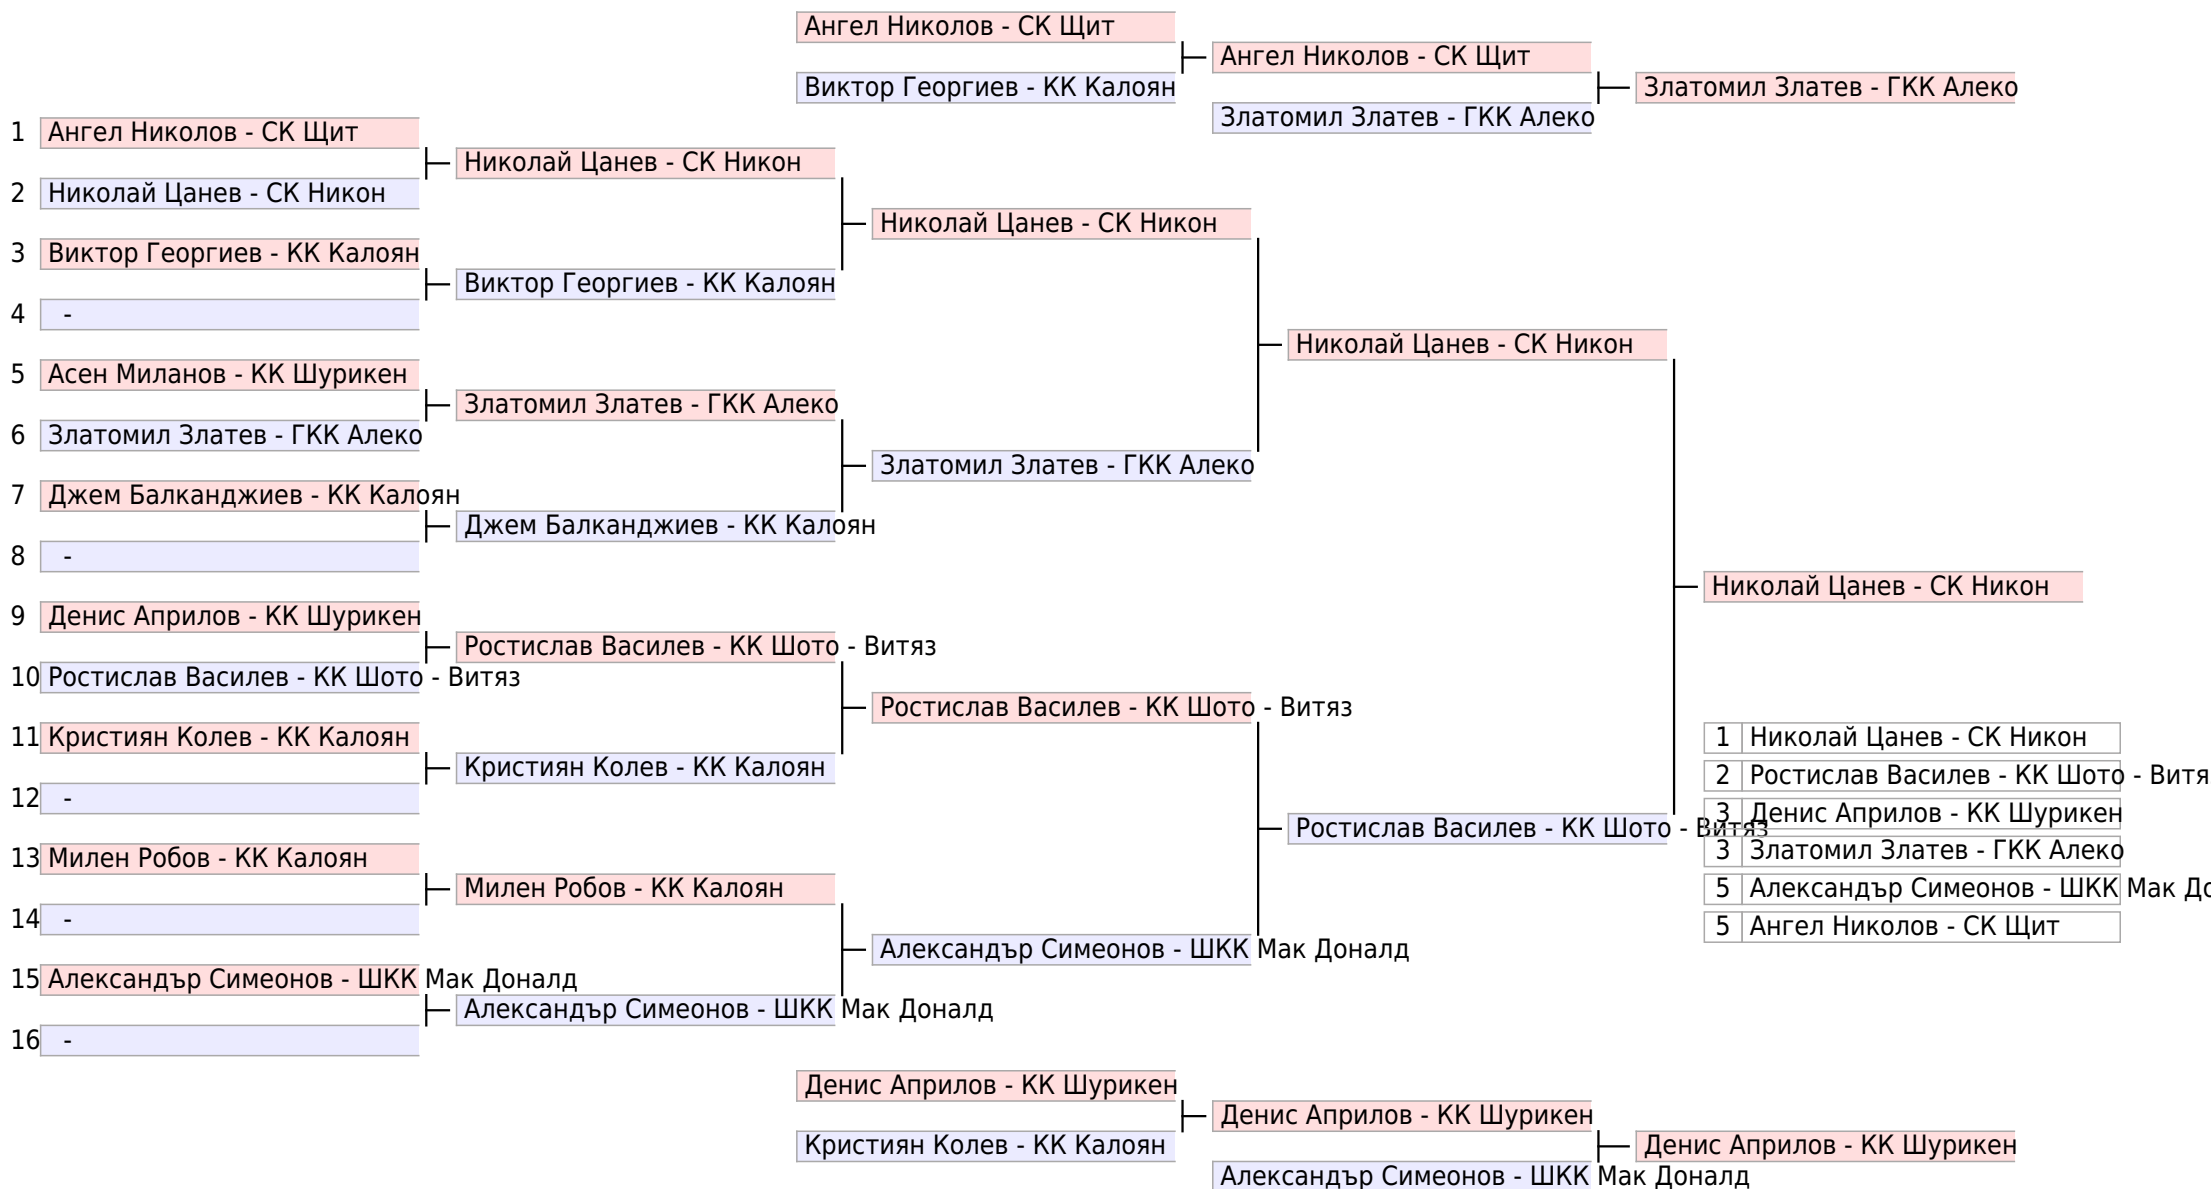 Ангел Николов - СК Щит
Виктор Георгиев - КК Калоян
Ангел Николов - СК Щит
Златомил Златев - ГКК Алеко
Златомил Златев - ГКК Алеко
1 Ангел Николов - СК Щит
2 Николай Цанев - СК Никон
3 Виктор Георгиев - КК Калоян
4 -
5 Асен Миланов - КК Шурикен
6 Златомил Златев - ГКК Алеко
7 Джем Балканджиев - КК Калоян
8 -
9 Денис Априлов - КК Шурикен
10 Ростислав Василев - КК Шото - Витяз
11 Кристиян Колев - КК Калоян
12 -
13 Милен Робов - КК Калоян
14 -
15 Александър Симеонов - ШКК Мак Доналд
16 -
Николай Цанев - СК Никон
Виктор Георгиев - КК Калоян
Златомил Златев - ГКК Алеко
Джем Балканджиев - КК Калоян
Ростислав Василев - КК Шото - Витяз
Кристиян Колев - КК Калоян
Милен Робов - КК Калоян
Александър Симеонов - ШКК Мак Доналд
Николай Цанев - СК Никон
Златомил Златев - ГКК Алеко
Ростислав Василев - КК Шото - Витяз
Александър Симеонов - ШКК Мак Доналд
Николай Цанев - СК Никон
Ростислав Василев - КК Шото - Витяз
Николай Цанев - СК Никон
1 Николай Цанев - СК Никон
2 Ростислав Василев - КК Шото - Витя
3 Денис Априлов - КК Шурикен
3 Златомил Златев - ГКК Алеко
5 Александър Симеонов - ШКК Мак До
5 Ангел Николов - СК Щит
Денис Априлов - КК Шурикен
Кристиян Колев - КК Калоян
Денис Априлов - КК Шурикен
Александър Симеонов - ШКК Мак Доналд
Денис Априлов - КК Шурикен